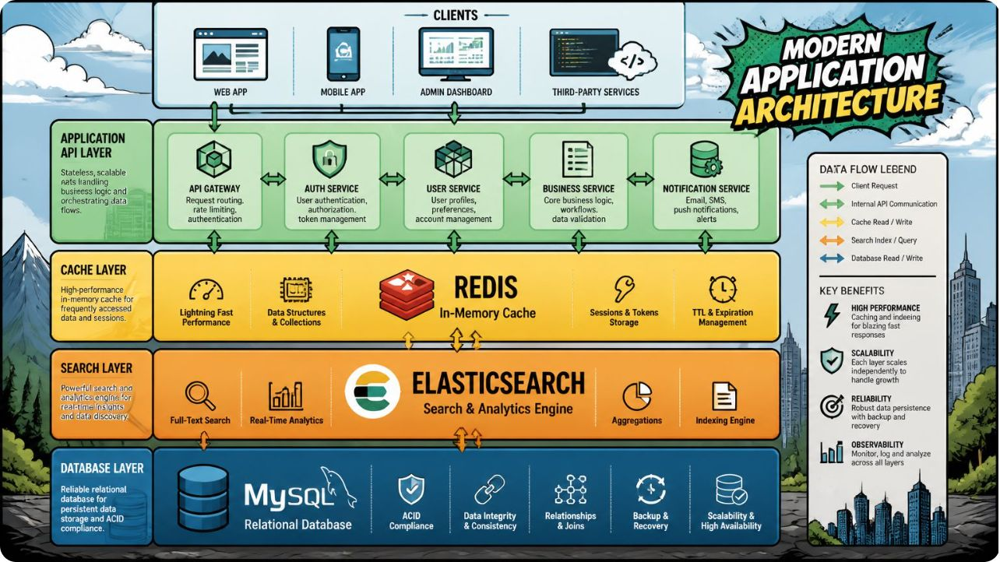 CLIENTS
WEB APP
MOBILE APP
ADMIN DASHBOARD
THIRD-PARTY SERVICES
</>
MODERN
APPLICATION
ARCHITECTURE
APPLICATION
API LAYER
Stateless, scalable
nats handling
business logic and
orchestrating data
flows.
API GATEWAY
Request routing.
rate limiting,
authentication
AUTH SERVICE
User authentication,
authorization.
token management
USER SERVICE
User profiles,
preferences,
account management
BUSINESS SERVICE
Core business logic,
workflows.
data validation
NOTIFICATION SERVICE
Email, SMS,
push notifications,
alerts
CACHE LAYER
High-performance
in-memory cache for
frequently accessed
data and sessions.
Lightning Fast
Performance
Data Structures
& Collections
REDIS
In-Memory Cache
Sessions & Tokens
Storage
TTL & Expiration
Management
SEARCH LAYER
Powerful search and
analytics engine for
real-time insights
and data discovery.
Full-Text Search
Real-Time Analytics
ELASTICSEARCH
Search & Analytics Engine
Aggregations
Indexing Engine
DATABASE LAYER
Reliable relational
database for
persistent data
storage and ACID
compliance.
MySQL
Relational Database
ACID
Compliance
Data Integrity
& Consistency
Relationships
& Joins
Backup &
Recovery
Scalability &
High Availability
DATA FLOW LEBEND
Client Request
Internal API Communication
Cache Read / Write
Search Index / Query
Database Read / Write
KEY BENEFITS
HIGH PERFORMANCE
Caching and indeeing
for blazing fast
responses
SCALABILITY
Each layer scales
independently to
handle growth
RELIABILITY
Robust data persistence
with backup and
recovery
OBSERVABILITY
Monitor, log and analyze
across all layers